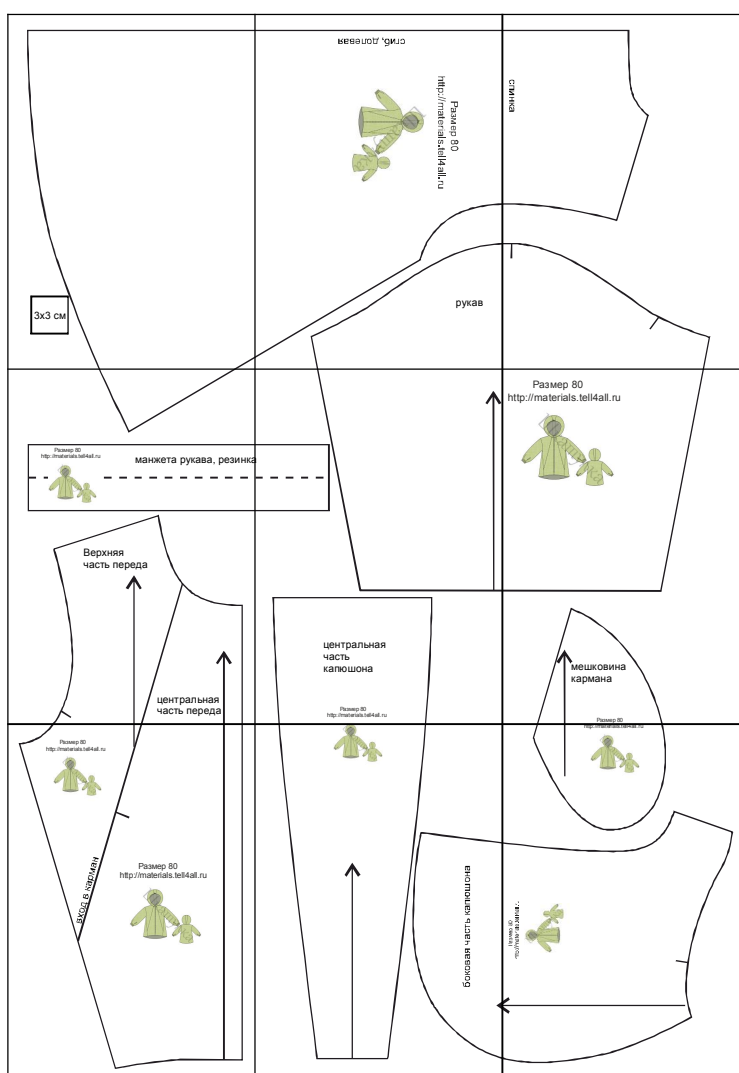 сгиб, долевая
Размер 80
http://materials.tell4all.ru
спинка
3х3 см
рукав
Размер 80
http://materials.tell4all.ru
Размер 80
http://materials.tell4all.ru
манжета рукава, резинка
Верхняя
часть переда
центральная
часть капюшона
мешковина
кармана
центральная
часть переда
Размер 80
http://materials.tell4all.ru
Размер 80
http://materials.tell4all.ru
Размер 80
http://materials.tell4all.ru
вход в карман
Размер 80
http://materials.tell4all.ru
боковая часть капюшона
Размер 80